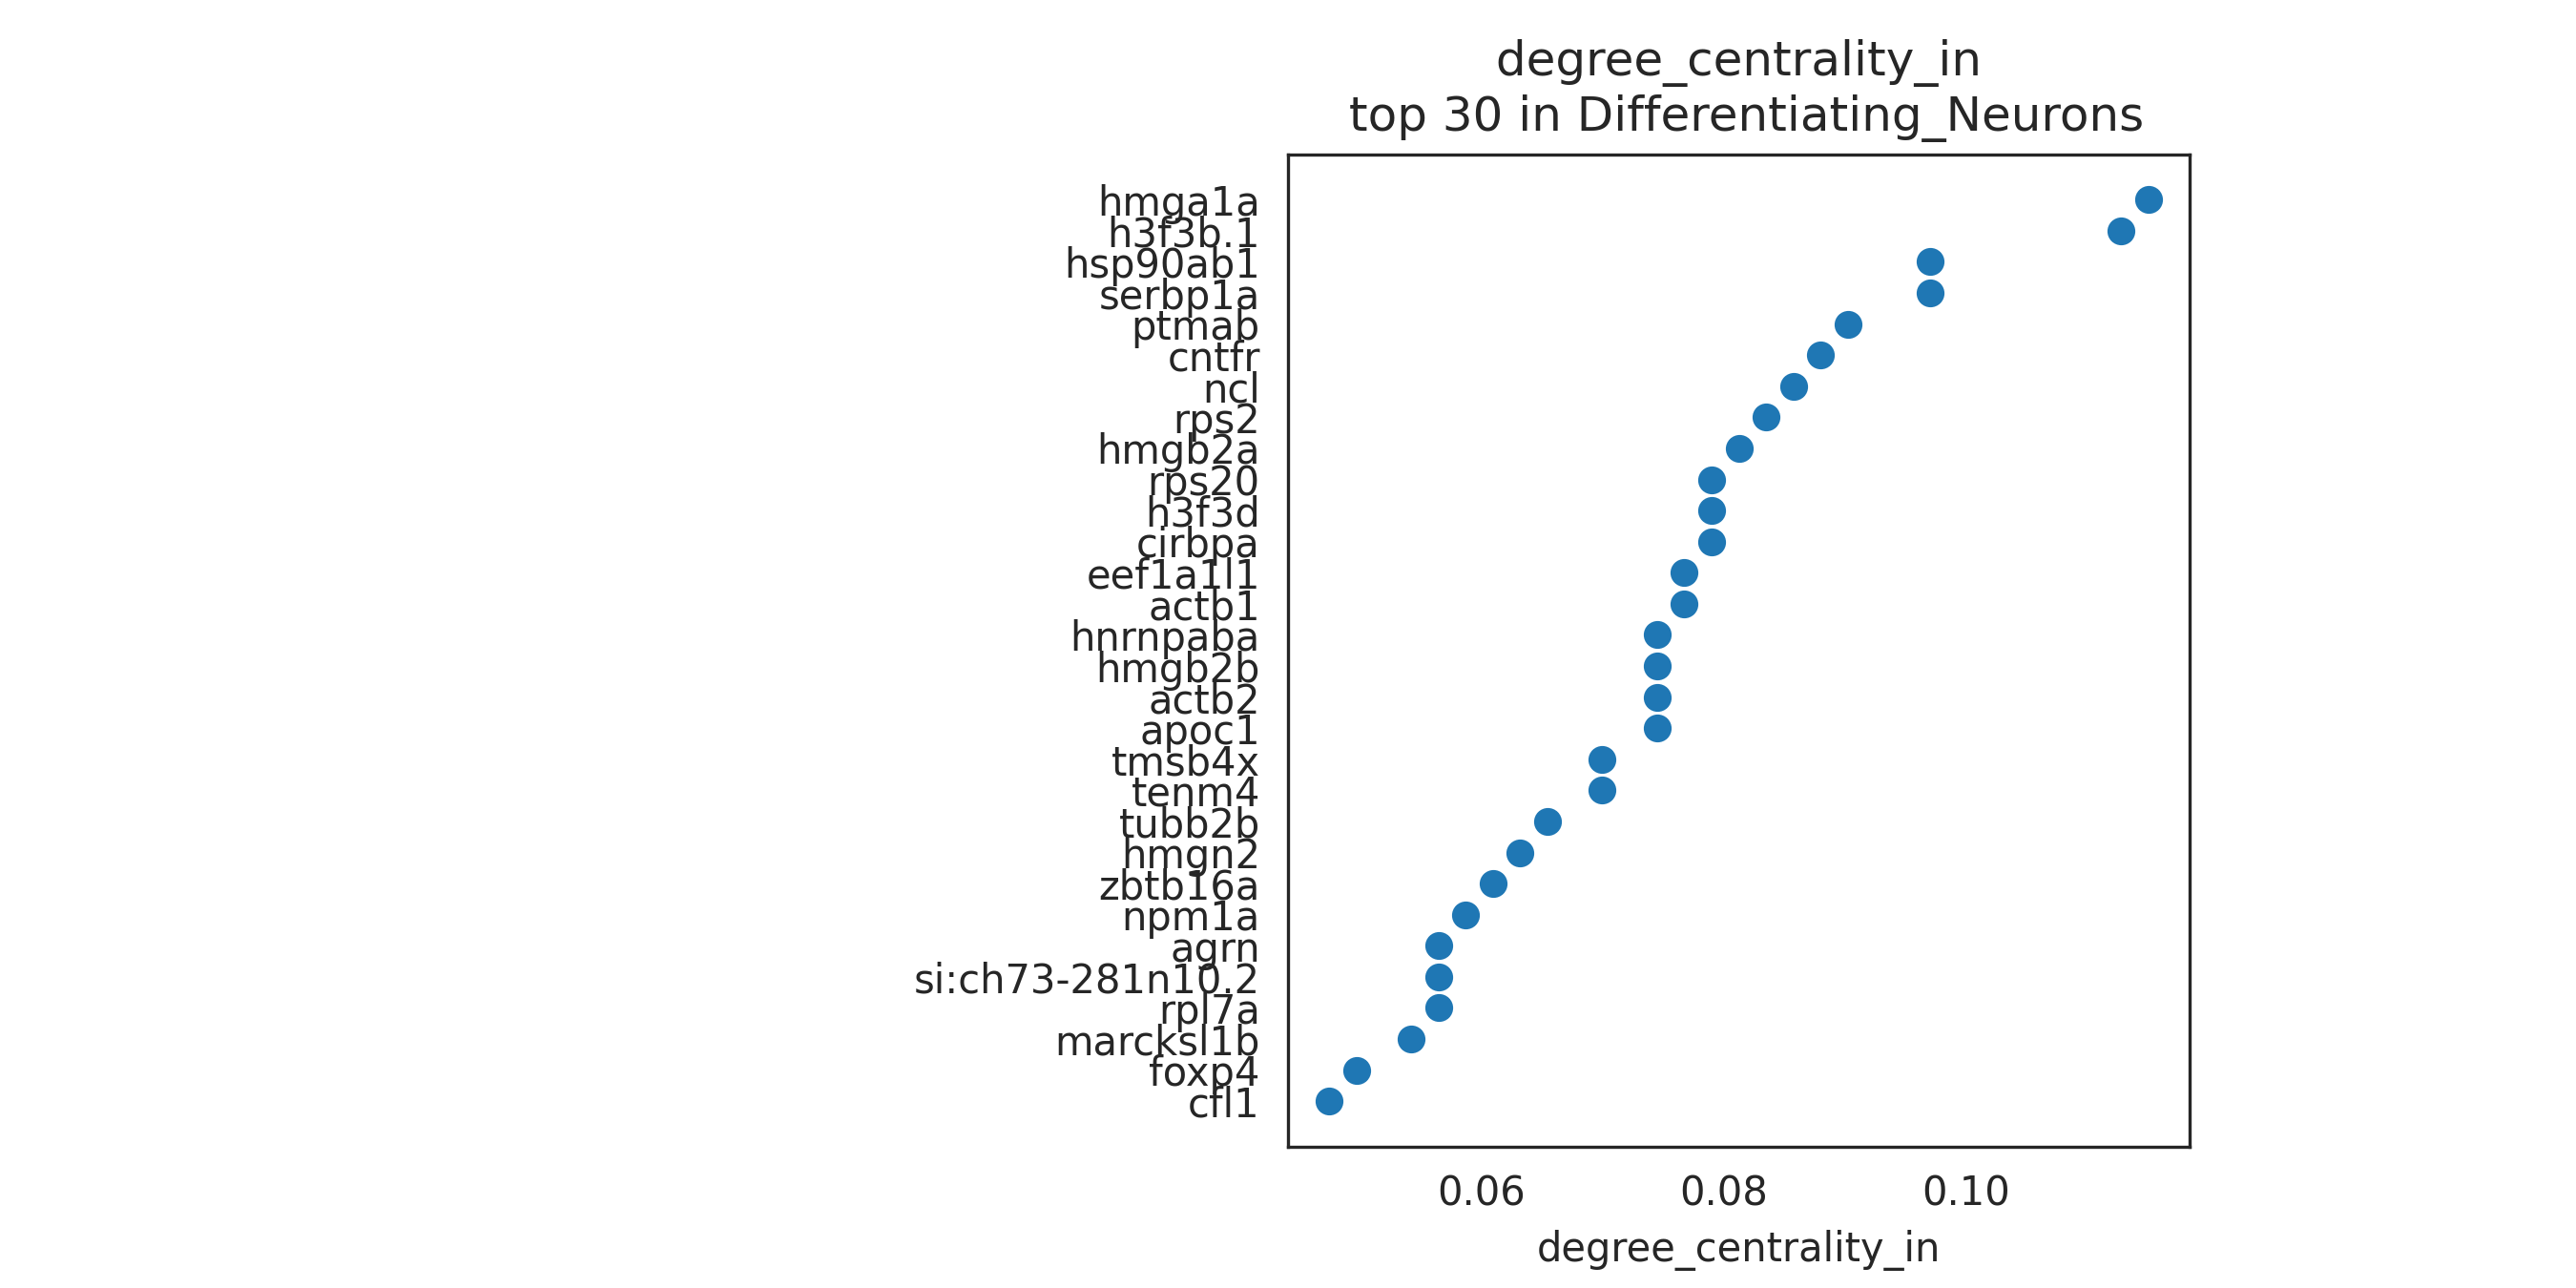 degree_centrality_in
top 30 in Differentiating_Neurons
hmga1a
h3f3b.1
hsp90ab1
serbp1a
ptmab
cntfr
ncl
rps2
hmgb2a
rps20
h3f3d
cirbpa
eef1a1l1
actb1
hnrnpaba
hmgb2b
actb2
apoc1
tmsb4x
tenm4
tubb2b
hmgn2
zbtb16a
npm1a
agrn
si:ch73-281n10.2
rpl7a
marcksl1b
foxp4
cfl1
0.06 0.08 0.10
degree_centrality_in